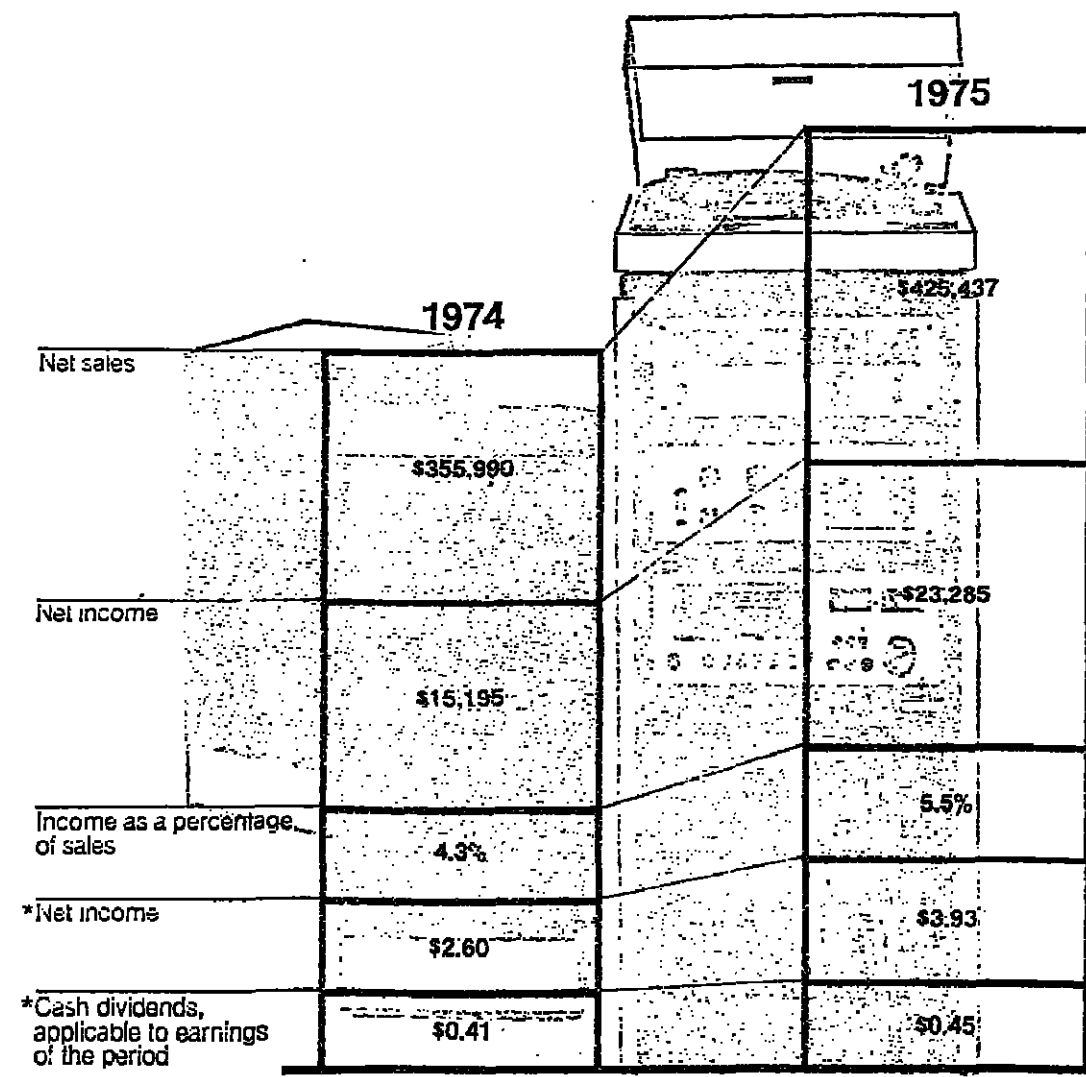 1975
1974
Net sales
$355,990
$425,437
Net income
$15,195
$23,285
Income as a percentage
of sales
4.3%
5.5%
*Net income
$2.60
$3.93
*Cash dividends,
applicable to earnings
of the period
$0.41
$0.45